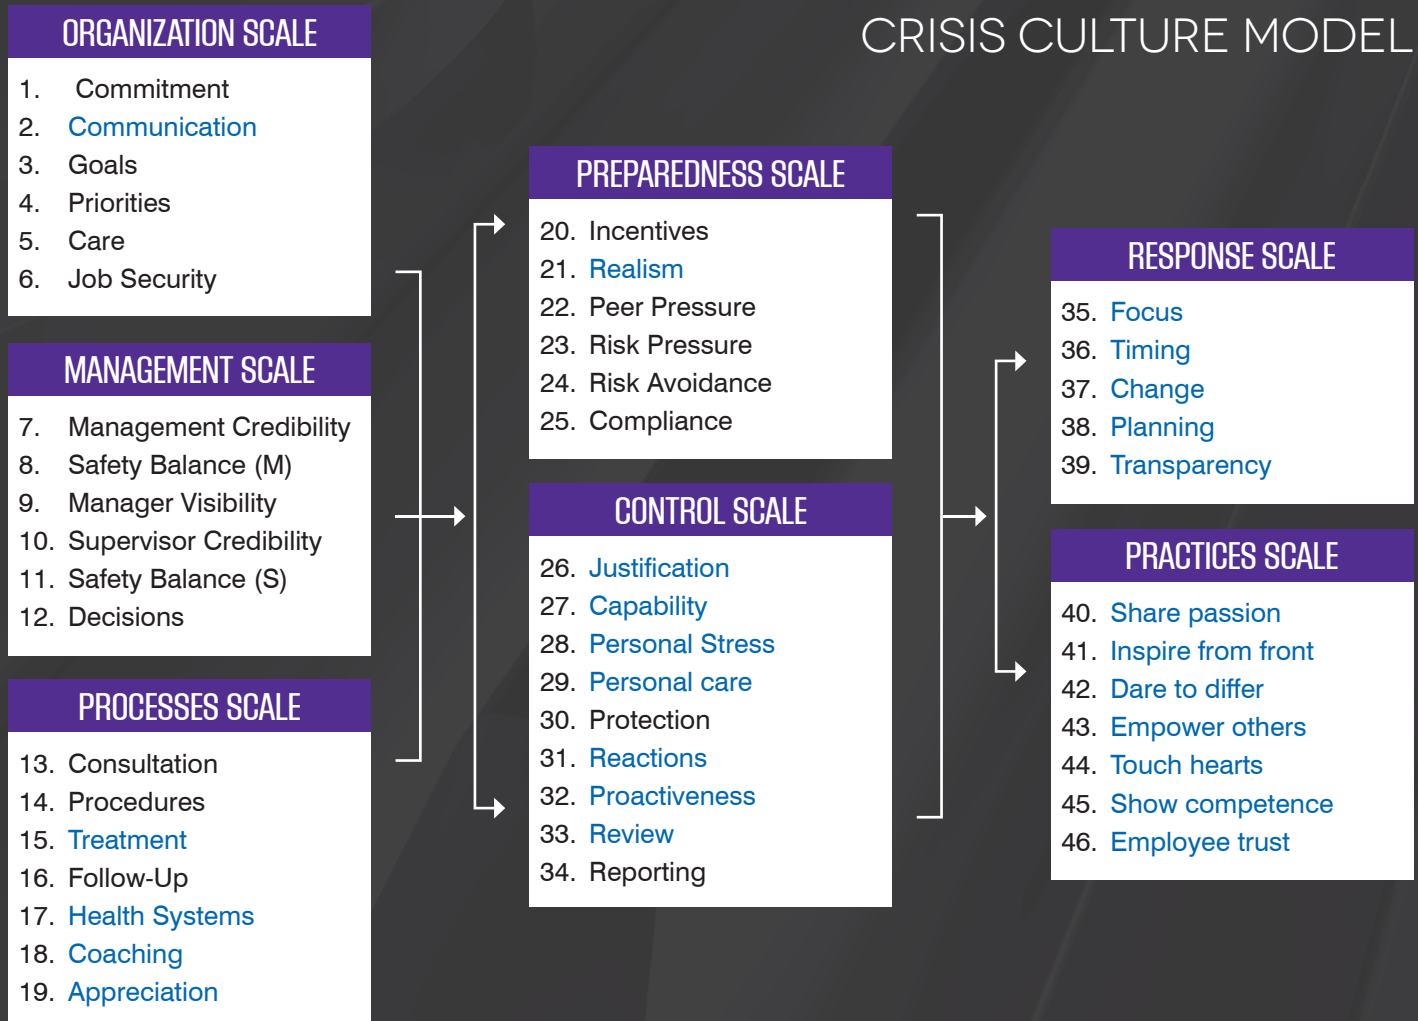 CRISIS CULTURE MODEL
ORGANIZATION SCALE
1. Commitment
2. Communication
3. Goals
4. Priorities
5. Care
6. Job Security
MANAGEMENT SCALE
7. Management Credibility
8. Safety Balance (M)
9. Manager Visibility
10. Supervisor Credibility
11. Safety Balance (S)
12. Decisions
PROCESSES SCALE
13. Consultation
14. Procedures
15. Treatment
16. Follow-Up
17. Health Systems
18. Coaching
19. Appreciation
PREPAREDNESS SCALE
20. Incentives
21. Realism
22. Peer Pressure
23. Risk Pressure
24. Risk Avoidance
25. Compliance
CONTROL SCALE
26. Justification
27. Capability
28. Personal Stress
29. Personal care
30. Protection
31. Reactions
32. Proactiveness
33. Review
34. Reporting
RESPONSE SCALE
35. Focus
36. Timing
37. Change
38. Planning
39. Transparency
PRACTICES SCALE
40. Share passion
41. Inspire from front
42. Dare to differ
43. Empower others
44. Touch hearts
45. Show competence
46. Employee trust